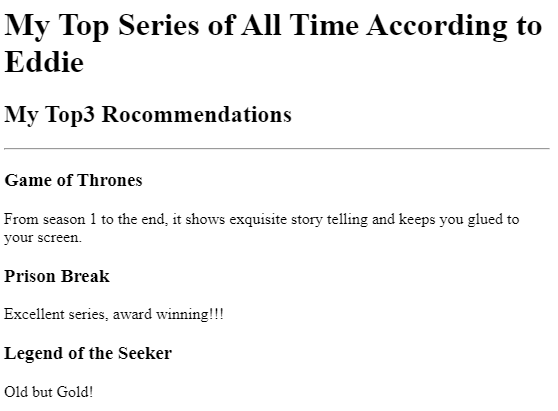 My Top Series of All Time According to
Eddie
My Top3 Rocommendations
Game of Thrones
From season 1 to the end, it shows exquisite story telling and keeps you glued to
your screen.
Prison Break
Excellent series, award winning!!!
Legend of the Seeker
Old but Gold!